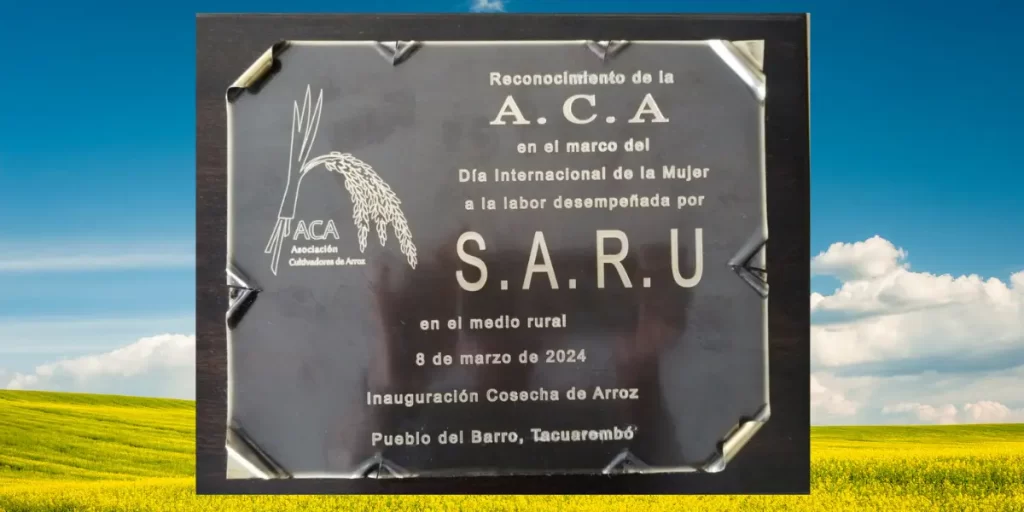 Reconocimiento de la
A.C.A
en el marco del
Día Internacional de la Mujer
a la labor desempeñada por
S.A.R.U
en el medio rural
8 de marzo de 2024
Inauguración Cosecha de Arroz
Pueblo del Barro, Tacuarembó
ACA
Asociación
Cultivadores de Arroz